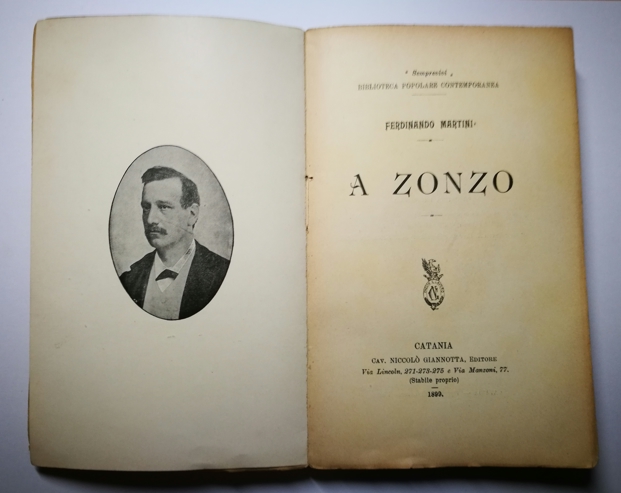 « Semprevivi »
BIBLIOTECA POPOLARE CONTEMPORANEA
FERDINANDO MARTINI
A ZONZO
CATANIA
CAV. NICCOLÒ GIANNOTTA, EDITORE
Via Lincoln, 271-273-275 e Via Manzoni, 77.
(Stabile proprio)